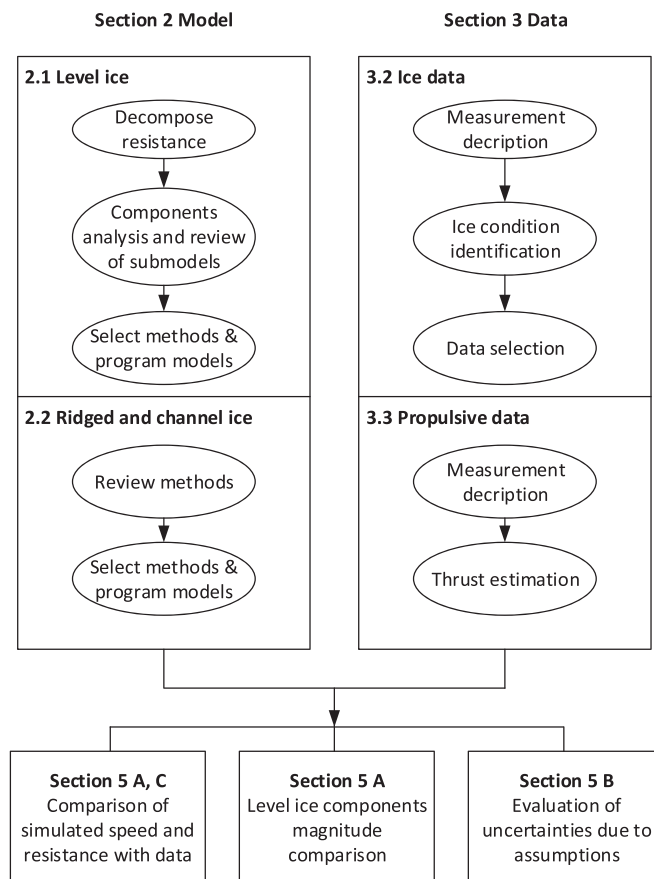 Section 2 Model
2.1 Level ice
Decompose
resistance
Components
analysis and review
of submodels
Select methods &
program models
2.2 Ridged and channel ice
Review methods
Select methods &
program models
Section 3 Data
3.2 Ice data
Measurement
decription
Ice condition
identification
Data selection
3.3 Propulsive data
Measurement
decription
Thrust estimation
Section 5 A, C
Comparison of
simulated speed and
resistance with data
Section 5 A
Level ice components
magnitude
comparison
Section 5 B
Evaluation of
uncertainties due to
assumptions